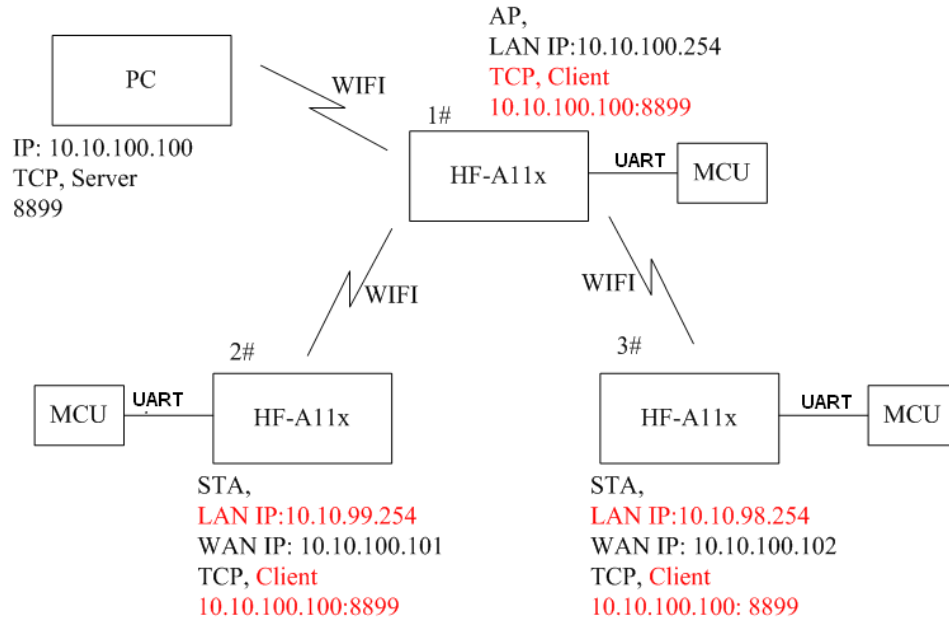 AP,
LAN IP:10.10.100.254
TCP, Client
10.10.100.100:8899
PC
WIFI
IP: 10.10.100.100
TCP, Server
8899
1#
HF-A11x
UART
MCU
WIFI
WIFI
2#
3#
MCU
UART
HF-A11x
HF-A11x
UART
MCU
STA,
LAN IP:10.10.99.254
WAN IP: 10.10.100.101
TCP, Client
10.10.100.100:8899
STA,
LAN IP:10.10.98.254
WAN IP: 10.10.100.102
TCP, Client
10.10.100.100: 8899